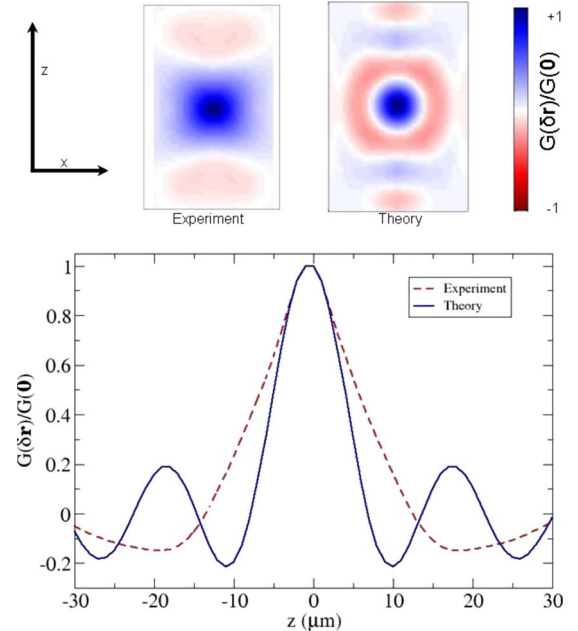 +1
Z
X
G(δr)/G(0)
-1
Experiment
Theory
1
0.8
0.6
0.4
0.2
0
-0.2
G(δr)/G(0)
Experiment
Theory
-30
-20
-10
0
10
20
30
z (μm)